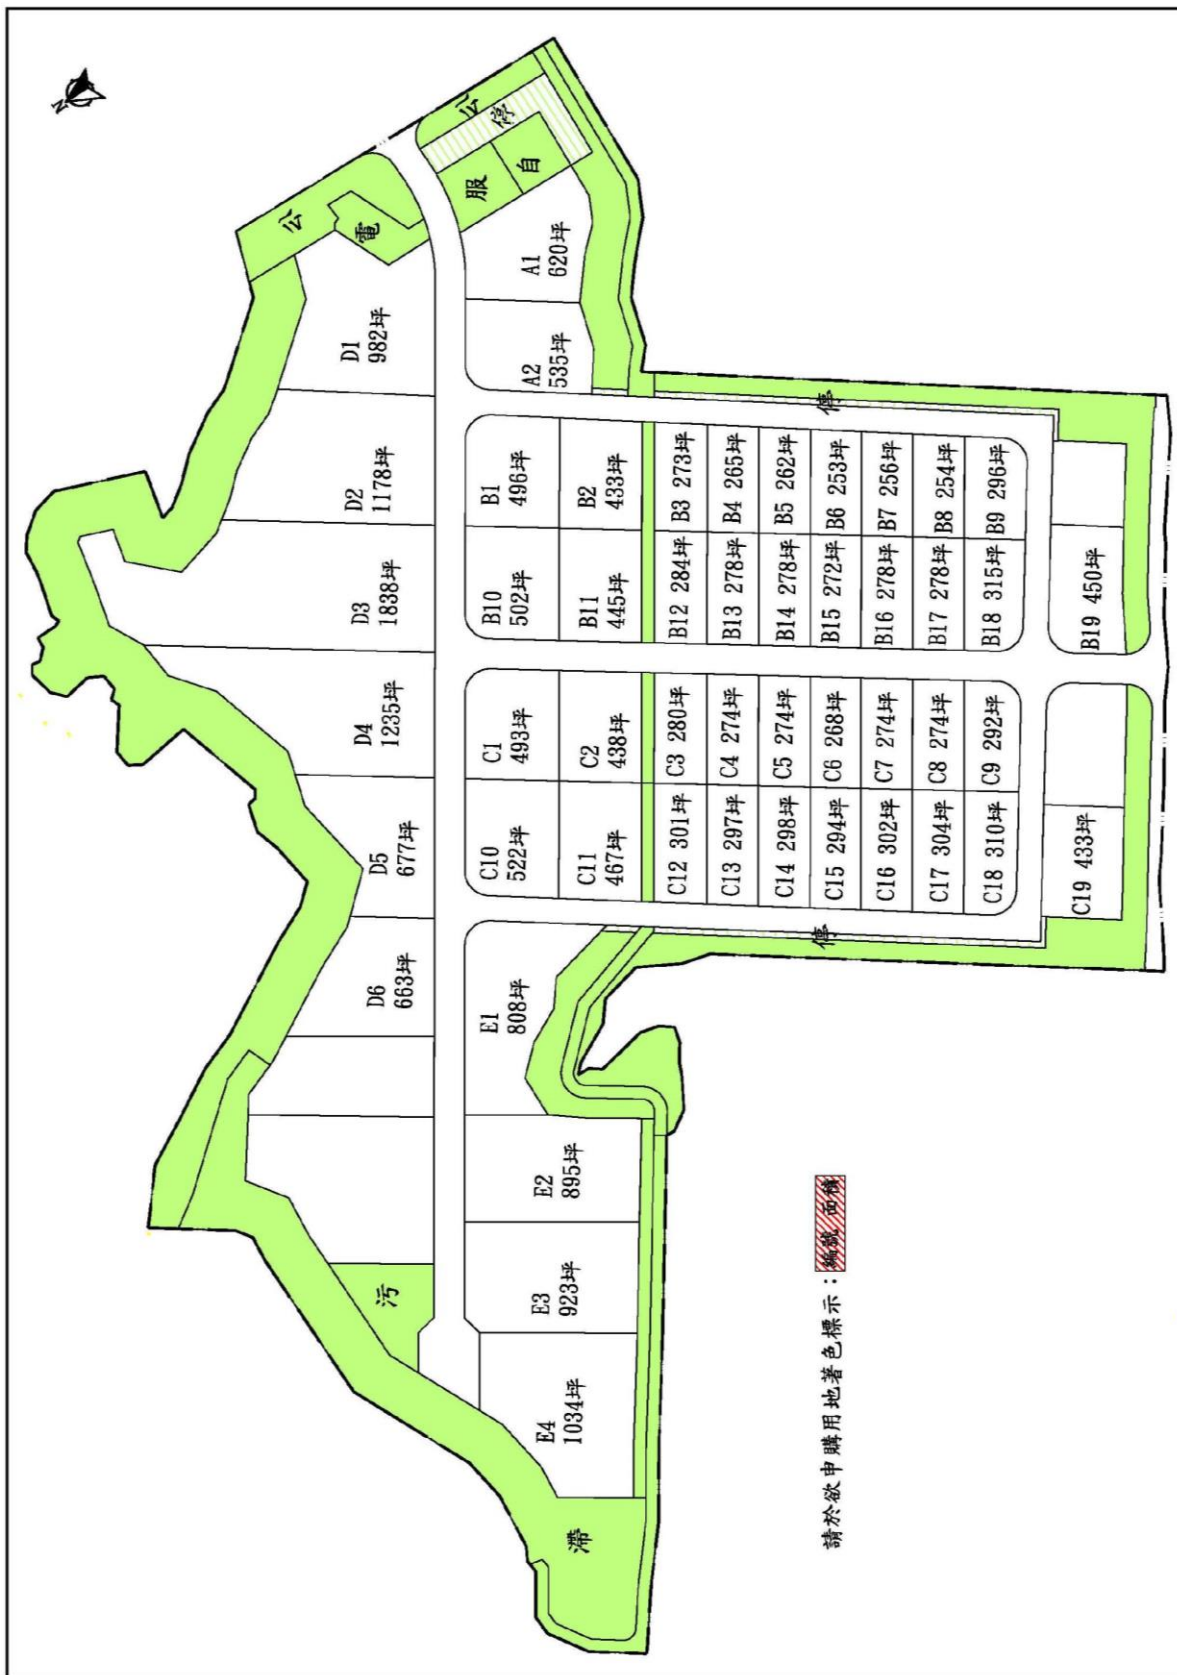 N
公
停
自
服
公
電
A1
620坪
A2
535坪
D1
982坪
D2
1178坪
D3
1838坪
D4
1235坪
D5
677坪
D6
663坪
污
B1
496坪
B2
433坪
B3 273坪
B4 265坪
B5 262坪
B6 253坪
B7 256坪
B8 254坪
B9 296坪
停
B10
502坪
B11
445坪
B12 284坪
B13 278坪
B14 278坪
B15 272坪
B16 278坪
B17 278坪
B18 315坪
B19 450坪
C1
493坪
C2
438坪
C3 280坪
C4 274坪
C5 274坪
C6 268坪
C7 274坪
C8 274坪
C9 292坪
C10
522坪
C11
467坪
C12 301坪
C13 297坪
C14 298坪
C15 294坪
C16 302坪
C17 304坪
C18 310坪
C19 433坪
停
E1
808坪
E2
895坪
E3
923坪
E4
1034坪
滯
請於欲申購用地著色標示：編號 面積